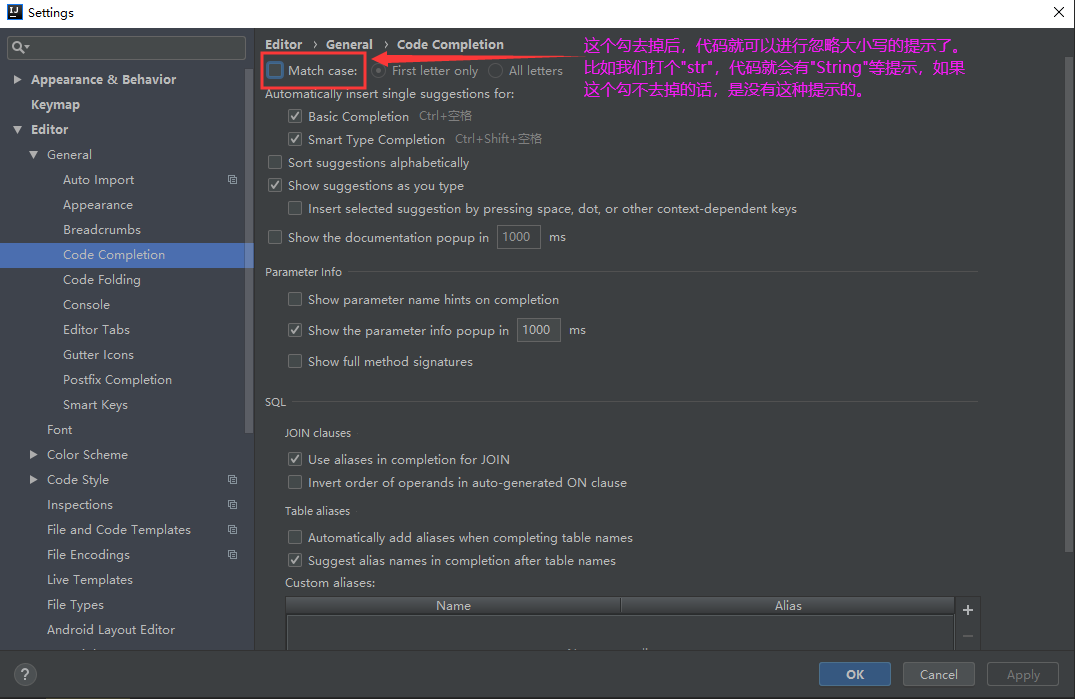 Settings
Editor › General › Code Completion
这个勾去掉后，代码就可以进行忽略大小写的提示了。
比如我们打个"str"，代码就会有"String"等提示，如果
这个勾不去掉的话，是没有这种提示的。
Appearance & Behavior
Keymap
Editor
General
Auto Import
Appearance
Breadcrumbs
Code Completion
Code Folding
Console
Editor Tabs
Gutter Icons
Postfix Completion
Smart Keys
Font
Color Scheme
Code Style
Inspections
File and Code Templates
File Encodings
Live Templates
File Types
Android Layout Editor
Match case: First letter only All letters
Automatically insert single suggestions for:
Basic Completion Ctrl+空格
Smart Type Completion Ctrl+Shift+空格
Sort suggestions alphabetically
Show suggestions as you type
Insert selected suggestion by pressing space, dot, or other context-dependent keys
Show the documentation popup in 1000 ms
Parameter Info
Show parameter name hints on completion
Show the parameter info popup in 1000 ms
Show full method signatures
SQL
JOIN clauses
Use aliases in completion for JOIN
Invert order of operands in auto-generated ON clause
Table aliases
Automatically add aliases when completing table names
Suggest alias names in completion after table names
Custom aliases:
Name Alias
?
OK Cancel Apply